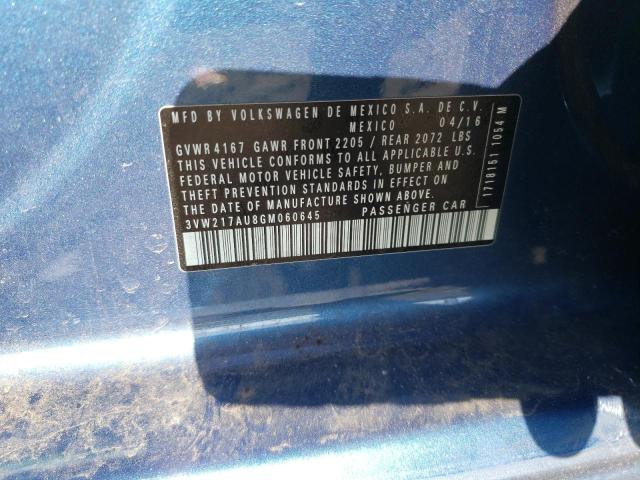 MFD BY VOLKSWAGEN DE MEXICO S.A. DE C.V.
MEXICO 04/16
GVWR 4167 GAWR FRONT 2205 / REAR 2072 LBS
THIS VEHICLE CONFORMS TO ALL APPLICABLE U.S.
FEDERAL MOTOR VEHICLE SAFETY, BUMPER AND
THEFT PREVENTION STANDARDS IN EFFECT ON
THE DATE OF MANUFACTURE SHOWN ABOVE.
3VW217AU8GM060645 PASSENGER CAR
1718151 1054 M